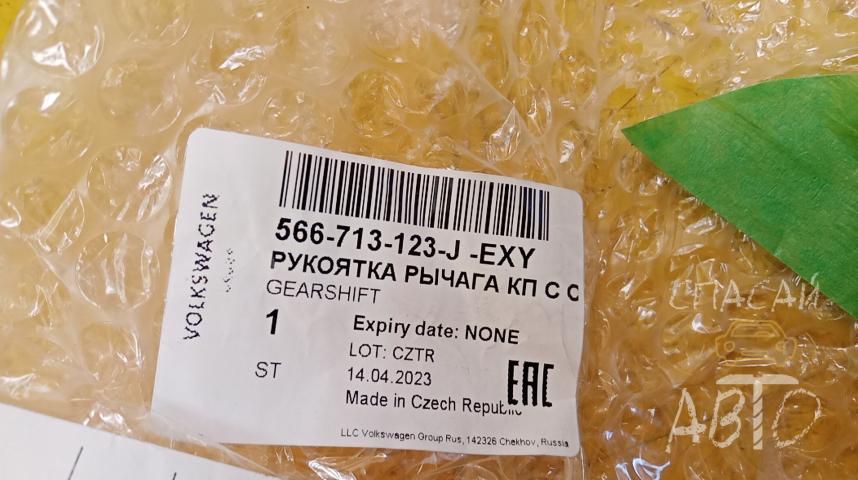 VOLKSWAGEN
566-713-123-J -EXY
РУКОЯТКА РЫЧАГА КП С С
GEARSHIFT
1
Expiry date: NONE
ST
LOT: CZTR
14.04.2023
EAC
Made in Czech Republic
LLC Volkswagen Group Rus, 142326 Chekhov, Russia
СПАСАЙ
АВТО